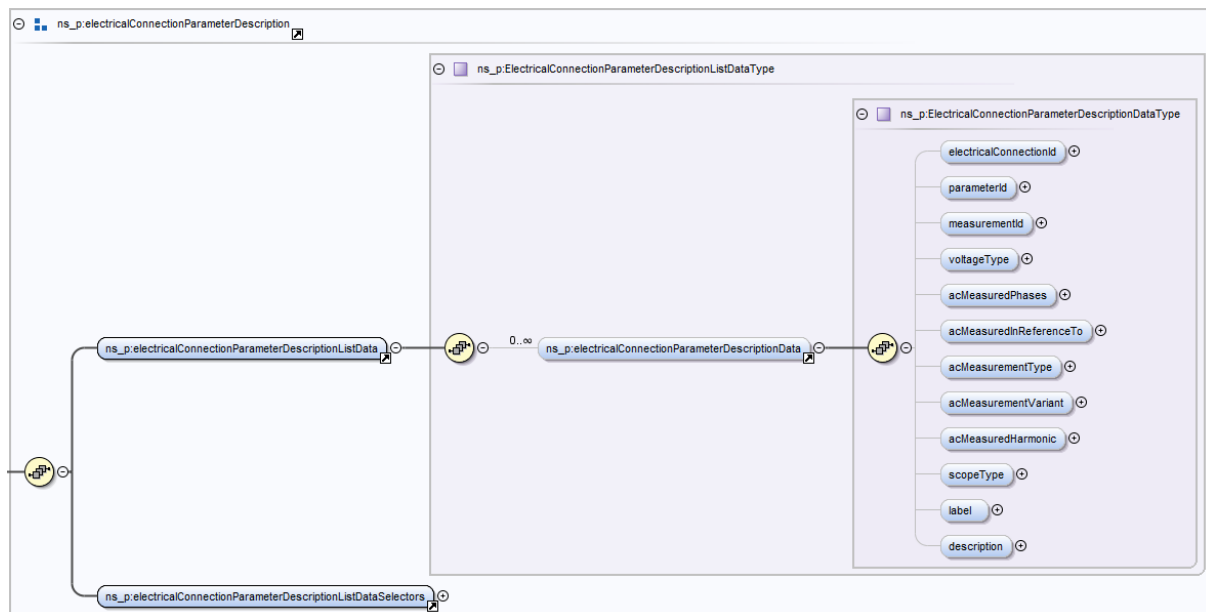 ns_p:electricalConnectionParameterDescription
ns_p:ElectricalConnectionParameterDescriptionListDataType
ns_p:ElectricalConnectionParameterDescriptionDataType
electricalConnectionId
parameterId
measurementId
voltageType
acMeasuredPhases
acMeasuredInReferenceTo
acMeasurementType
acMeasurementVariant
acMeasuredHarmonic
scopeType
label
description
ns_p:electricalConnectionParameterDescriptionListData
0..∞
ns_p:electricalConnectionParameterDescriptionData
ns_p:electricalConnectionParameterDescriptionListDataSelectors